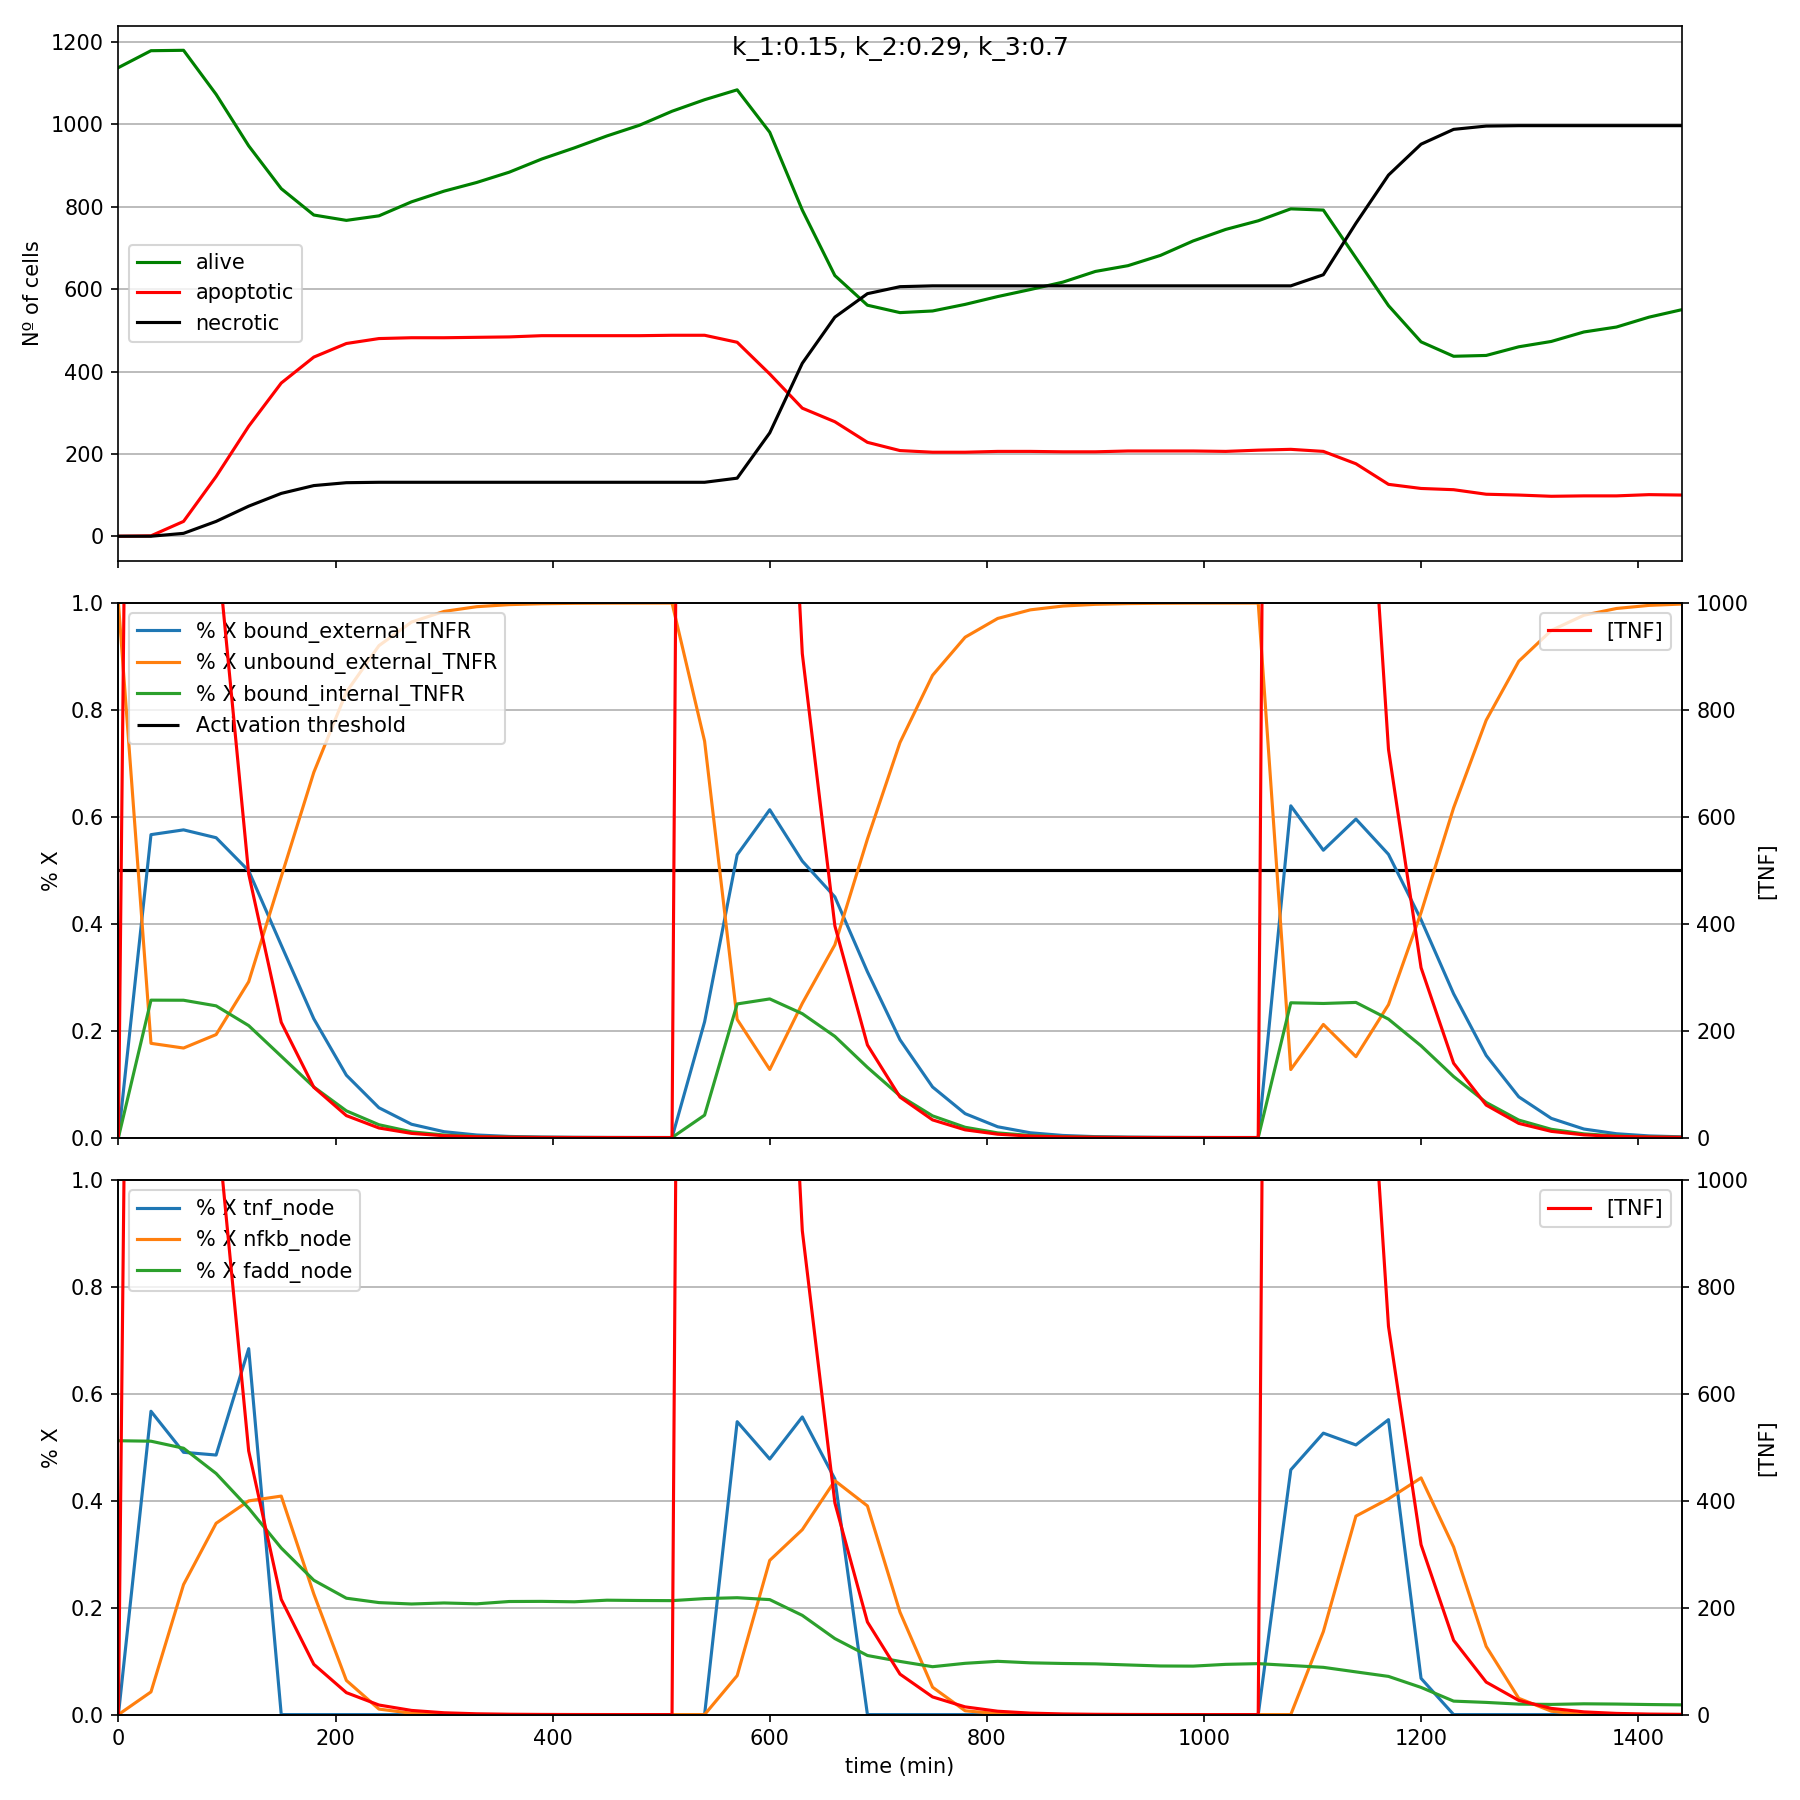 k_1:0.15, k_2:0.29, k_3:0.7
1200
1000
800
600
400
200
0
Nº of cells
alive
apoptotic
necrotic
1.0
0.8
0.6
0.4
0.2
0.0
% X
% X bound_external_TNFR
% X unbound_external_TNFR
% X bound_internal_TNFR
Activation threshold
[TNF]
1000
800
600
400
200
0
[TNF]
1.0
0.8
0.6
0.4
0.2
0.0
% X
% X tnf_node
% X nfkb_node
% X fadd_node
[TNF]
1000
800
600
400
200
0
[TNF]
0 200 400 600 800 1000 1200 1400
time (min)